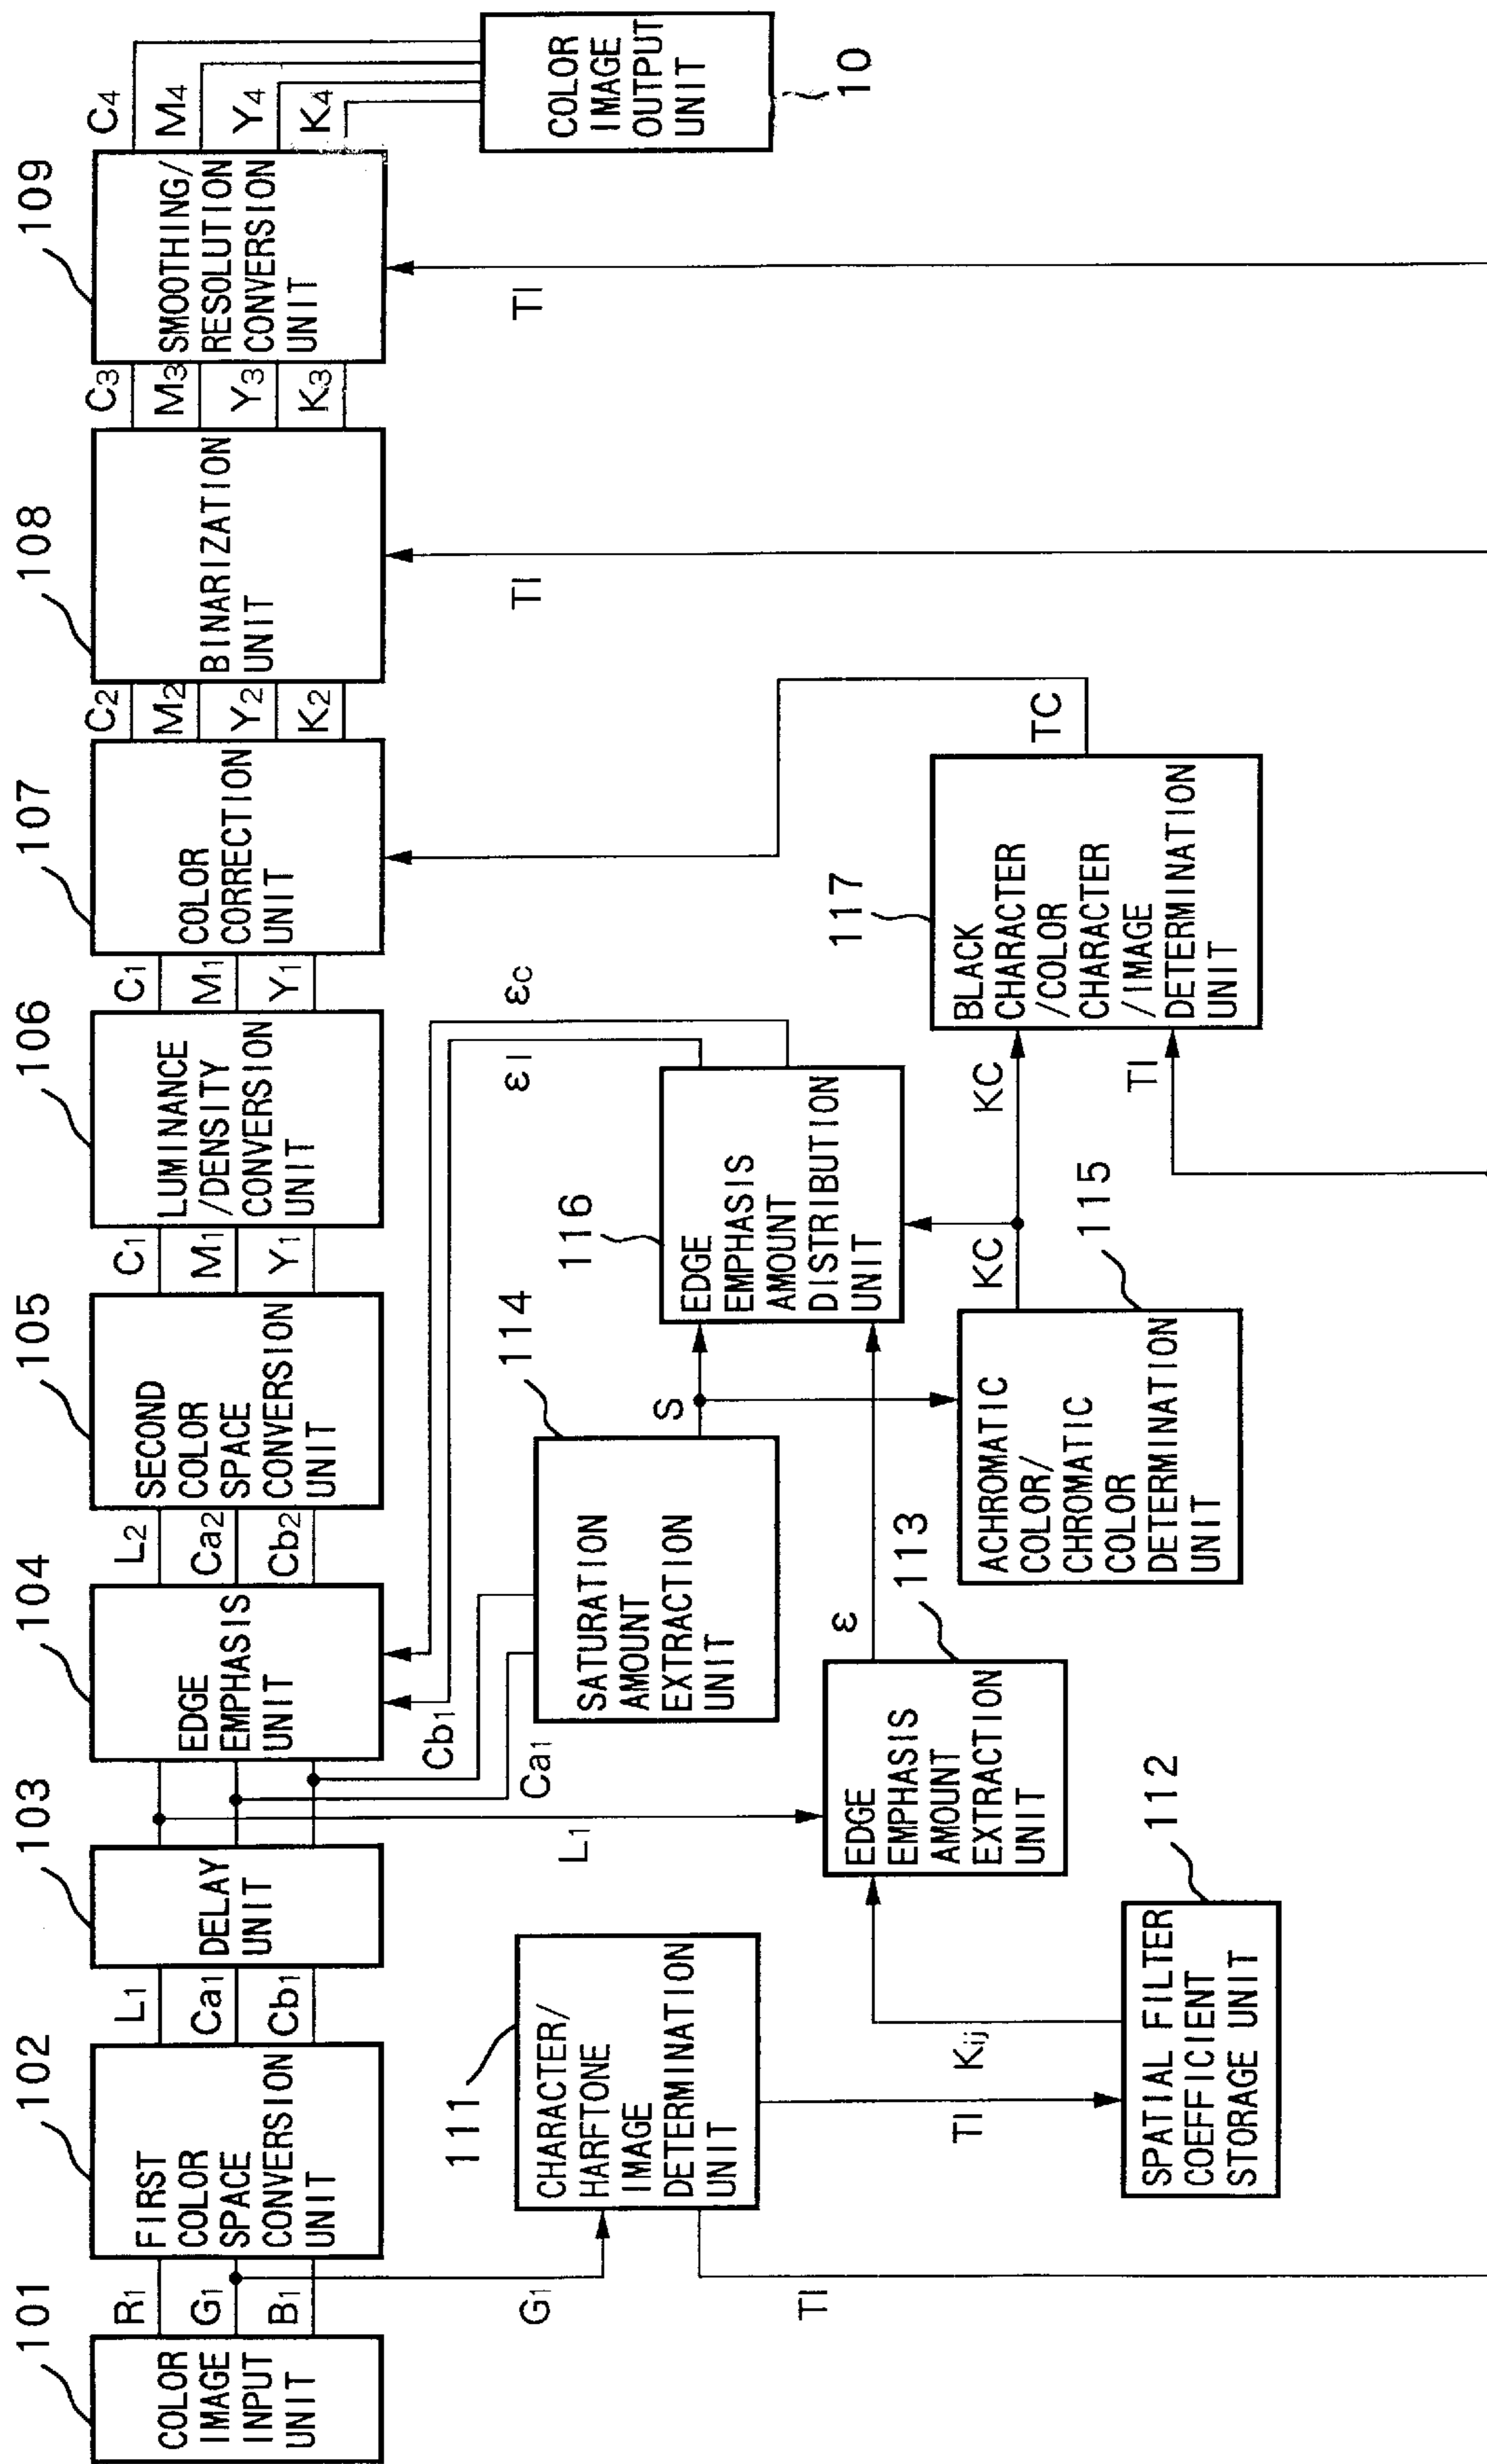 101
COLOR
IMAGE
INPUT
UNIT
R1
G1
B1
102
FIRST
COLOR
SPACE
CONVERSION
UNIT
L1
Ca1
Cb1
103
DELAY
UNIT
104
EDGE
EMPHASIS
UNIT
L2
Ca2
Cb2
105
SECOND
COLOR
SPACE
CONVERSION
UNIT
C1
M1
Y1
106
LUMINANCE
/DENSITY
CONVERSION
UNIT
C1
M1
Y1
107
COLOR
CORRECTION
UNIT
C2
M2
Y2
K2
108
BINARIZATION
UNIT
C3
M3
Y3
K3
109
SMOOTHING/
RESOLUTION
CONVERSION
UNIT
C4
M4
Y4
K4
COLOR
IMAGE
OUTPUT
UNIT
10
G1
111
CHARACTER/
HARFTONE
IMAGE
DETERMINATION
UNIT
TI
TI
Kij
112
SPATIAL FILTER
COEFFICIENT
STORAGE UNIT
L1
Ca1
Cb1
113
EDGE
EMPHASIS
AMOUNT
EXTRACTION
UNIT
ε
114
SATURATION
AMOUNT
EXTRACTION
UNIT
S
115
ACHROMATIC
COLOR/
CHROMATIC
COLOR
DETERMINATION
UNIT
KC
KC
116
EDGE
EMPHASIS
AMOUNT
DISTRIBUTION
UNIT
εl
εc
117
BLACK
CHARACTER
/COLOR
CHARACTER
/IMAGE
DETERMINATION
UNIT
TI
TC
TI
TI